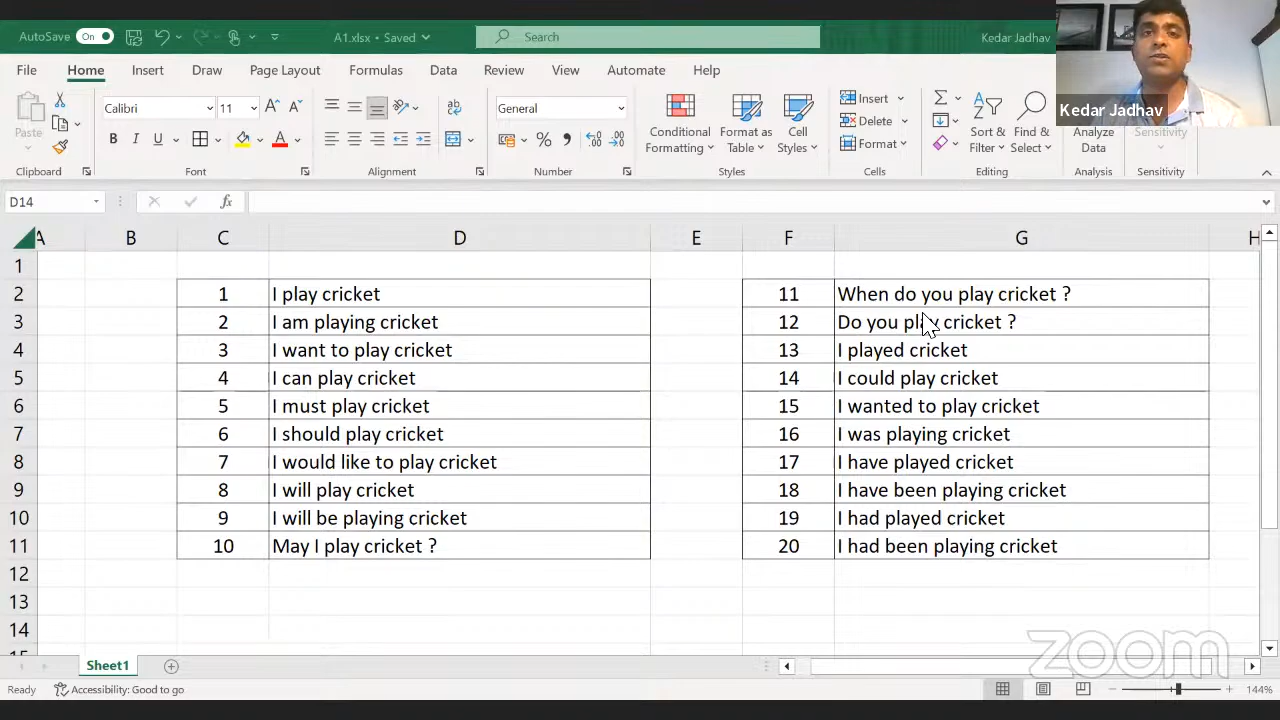 AutoSave On A1.xlsx • Saved Search Kedar Jadhav
File Home Insert Draw Page Layout Formulas Data Review View Automate Help
Kedar Jadhav
Paste Calibri 11 General Conditional Formatting Format as Table Cell Styles Insert Delete Format Sort & Filter Find & Select Analyze Data Sensitivity
B I U A % 9 .00 .0
Clipboard Font Alignment Number Styles Cells Editing Analysis Sensitivity
D14 fx
A B C D E F G H
1
2 1 I play cricket 11 When do you play cricket ?
3 2 I am playing cricket 12 Do you play cricket ?
4 3 I want to play cricket 13 I played cricket
5 4 I can play cricket 14 I could play cricket
6 5 I must play cricket 15 I wanted to play cricket
7 6 I should play cricket 16 I was playing cricket
8 7 I would like to play cricket 17 I have played cricket
9 8 I will play cricket 18 I have been playing cricket
10 9 I will be playing cricket 19 I had played cricket
11 10 May I play cricket ? 20 I had been playing cricket
12
13
14
15
zoom
Sheet1
Ready Accessibility: Good to go 144%